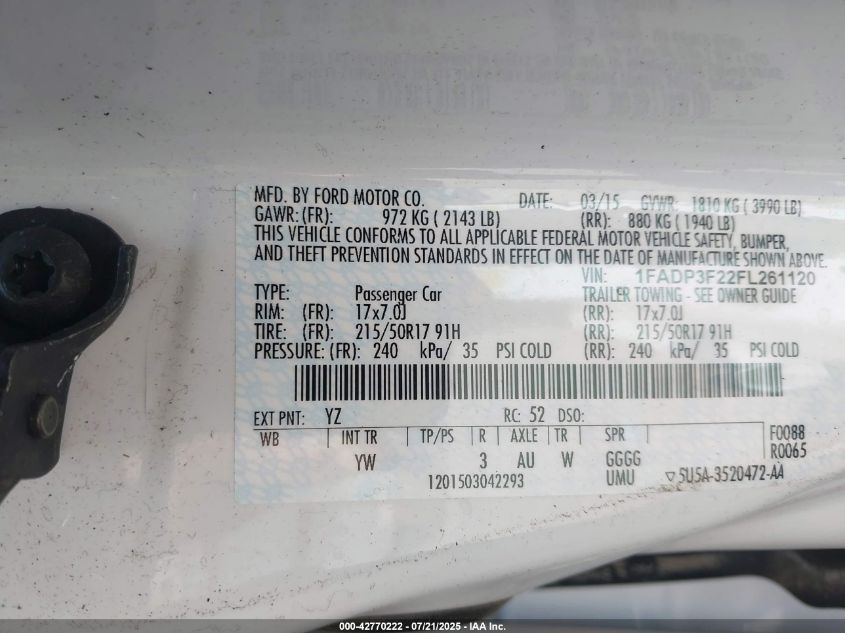 MFD. BY FORD MOTOR CO. DATE: 03/15 GVWR: 1810 KG ( 3990 LB)
GAWR: (FR): 972 KG ( 2143 LB) (RR): 880 KG ( 1940 LB)
THIS VEHICLE CONFORMS TO ALL APPLICABLE FEDERAL MOTOR VEHICLE SAFETY, BUMPER,
AND THEFT PREVENTION STANDARDS IN EFFECT ON THE DATE OF MANUFACTURE SHOWN ABOVE.
VIN: 1FADP3F22FL261120
TYPE: Passenger Car TRAILER TOWING - SEE OWNER GUIDE
RIM: (FR): 17x7.0J (RR): 17x7.0J
TIRE: (FR): 215/50R17 91H (RR): 215/50R17 91H
PRESSURE: (FR): 240 kPa/ 35 PSI COLD (RR): 240 kPa/ 35 PSI COLD
EXT PNT: YZ RC: 52 DSO:
WB INT TR TP/PS R AXLE TR SPR F0088
YW 3 AU W GGGG R0065
1201503042293 UMU ▽5U5A-3520472-AA
000-42770222 - 07/21/2025 - IAA Inc.